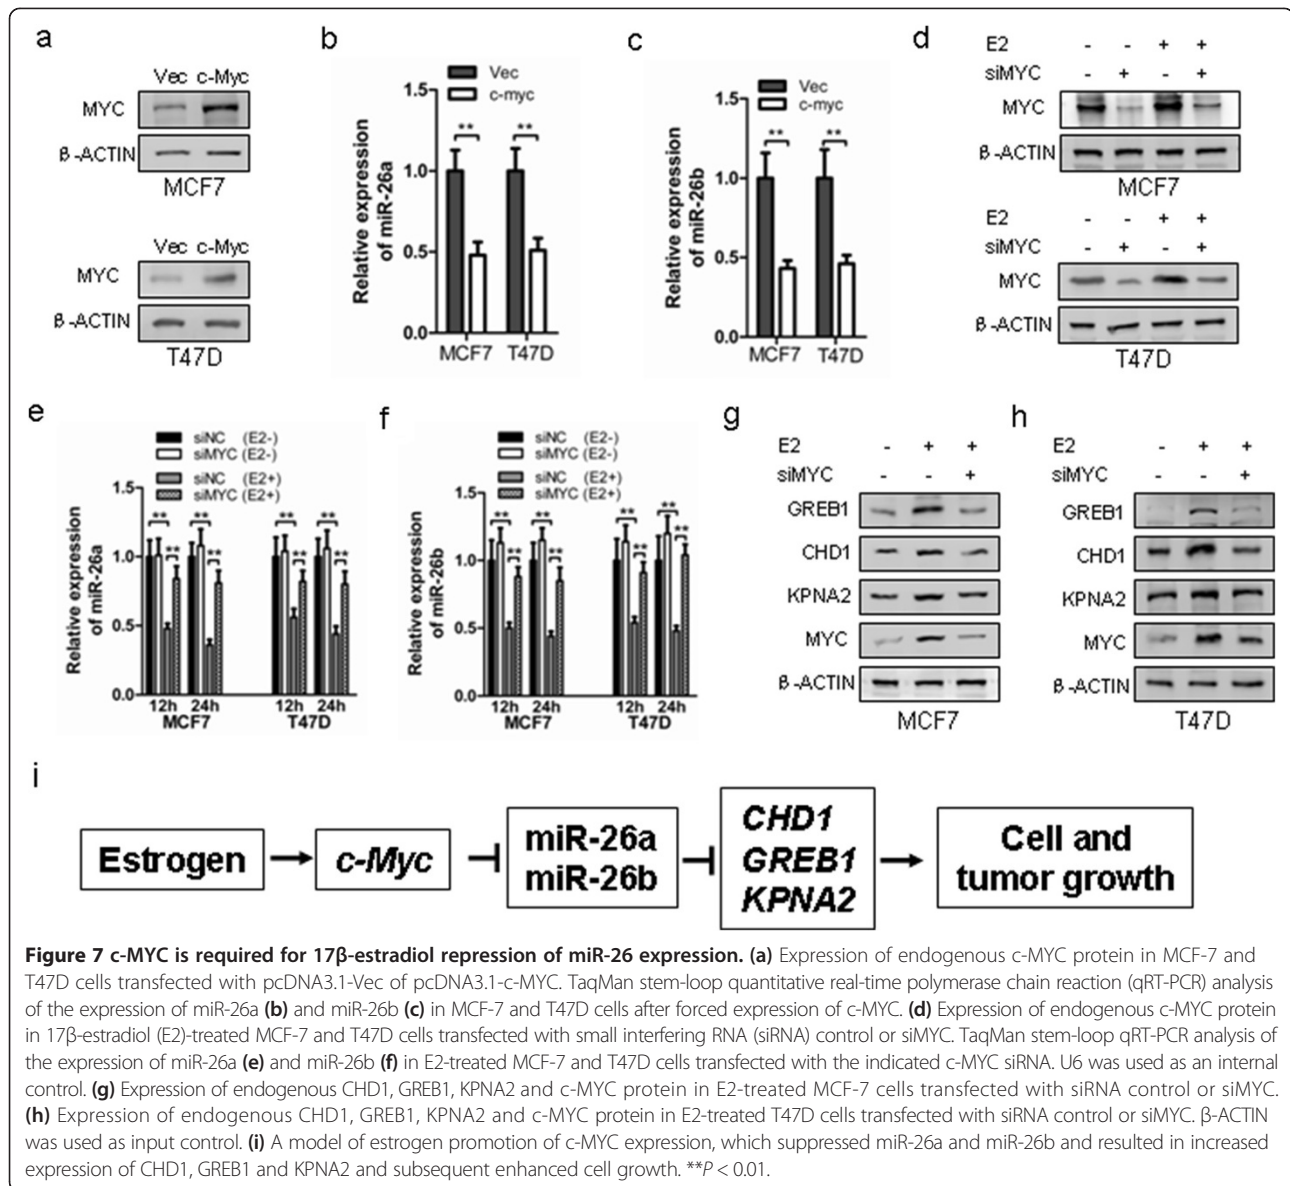 a
Vec c-Myc
MYC
β-ACTIN
MCF7
Vec c-Myc
MYC
β-ACTIN
T47D
b
Vec
c-myc
Relative expression
of miR-26a
1.5
1.0
0.5
0.0
** **
MCF7 T47D
c
Vec
c-myc
Relative expression
of miR-26b
1.5
1.0
0.5
0.0
** **
MCF7 T47D
d
E2 - - + +
siMYC - + - +
MYC
β-ACTIN
MCF7
E2 - - + +
siMYC - + - +
MYC
β-ACTIN
T47D
e
siNC (E2-)
siMYC (E2-)
siNC (E2+)
siMYC (E2+)
Relative expression
of miR-26a
1.5
1.0
0.5
0.0
** ** ** **
** ** ** **
12h 24h 12h 24h
MCF7 T47D
f
siNC (E2-)
siMYC (E2-)
siNC (E2+)
siMYC (E2+)
Relative expression
of miR-26b
1.5
1.0
0.5
0.0
** ** ** **
** ** ** **
12h 24h 12h 24h
MCF7 T47D
g
E2 - + +
siMYC - - +
GREB1
CHD1
KPNA2
MYC
β-ACTIN
MCF7
h
E2 - + +
siMYC - - +
GREB1
CHD1
KPNA2
MYC
β-ACTIN
T47D
i
Estrogen
c-Myc
miR-26a
miR-26b
CHD1
GREB1
KPNA2
Cell and
tumor growth
Figure 7 c-MYC is required for 17β-estradiol repression of miR-26 expression. (a) Expression of endogenous c-MYC protein in MCF-7 and
T47D cells transfected with pcDNA3.1-Vec of pcDNA3.1-c-MYC. TaqMan stem-loop quantitative real-time polymerase chain reaction (qRT-PCR) analysis
of the expression of miR-26a (b) and miR-26b (c) in MCF-7 and T47D cells after forced expression of c-MYC. (d) Expression of endogenous c-MYC protein
in 17β-estradiol (E2)-treated MCF-7 and T47D cells transfected with small interfering RNA (siRNA) control or siMYC. TaqMan stem-loop qRT-PCR analysis of
the expression of miR-26a (e) and miR-26b (f) in E2-treated MCF-7 and T47D cells transfected with the indicated c-MYC siRNA. U6 was used as an internal
control. (g) Expression of endogenous CHD1, GREB1, KPNA2 and c-MYC protein in E2-treated MCF-7 cells transfected with siRNA control or siMYC.
(h) Expression of endogenous CHD1, GREB1, KPNA2 and c-MYC protein in E2-treated T47D cells transfected with siRNA control or siMYC. β-ACTIN
was used as input control. (i) A model of estrogen promotion of c-MYC expression, which suppressed miR-26a and miR-26b and resulted in increased
expression of CHD1, GREB1 and KPNA2 and subsequent enhanced cell growth. **P < 0.01.